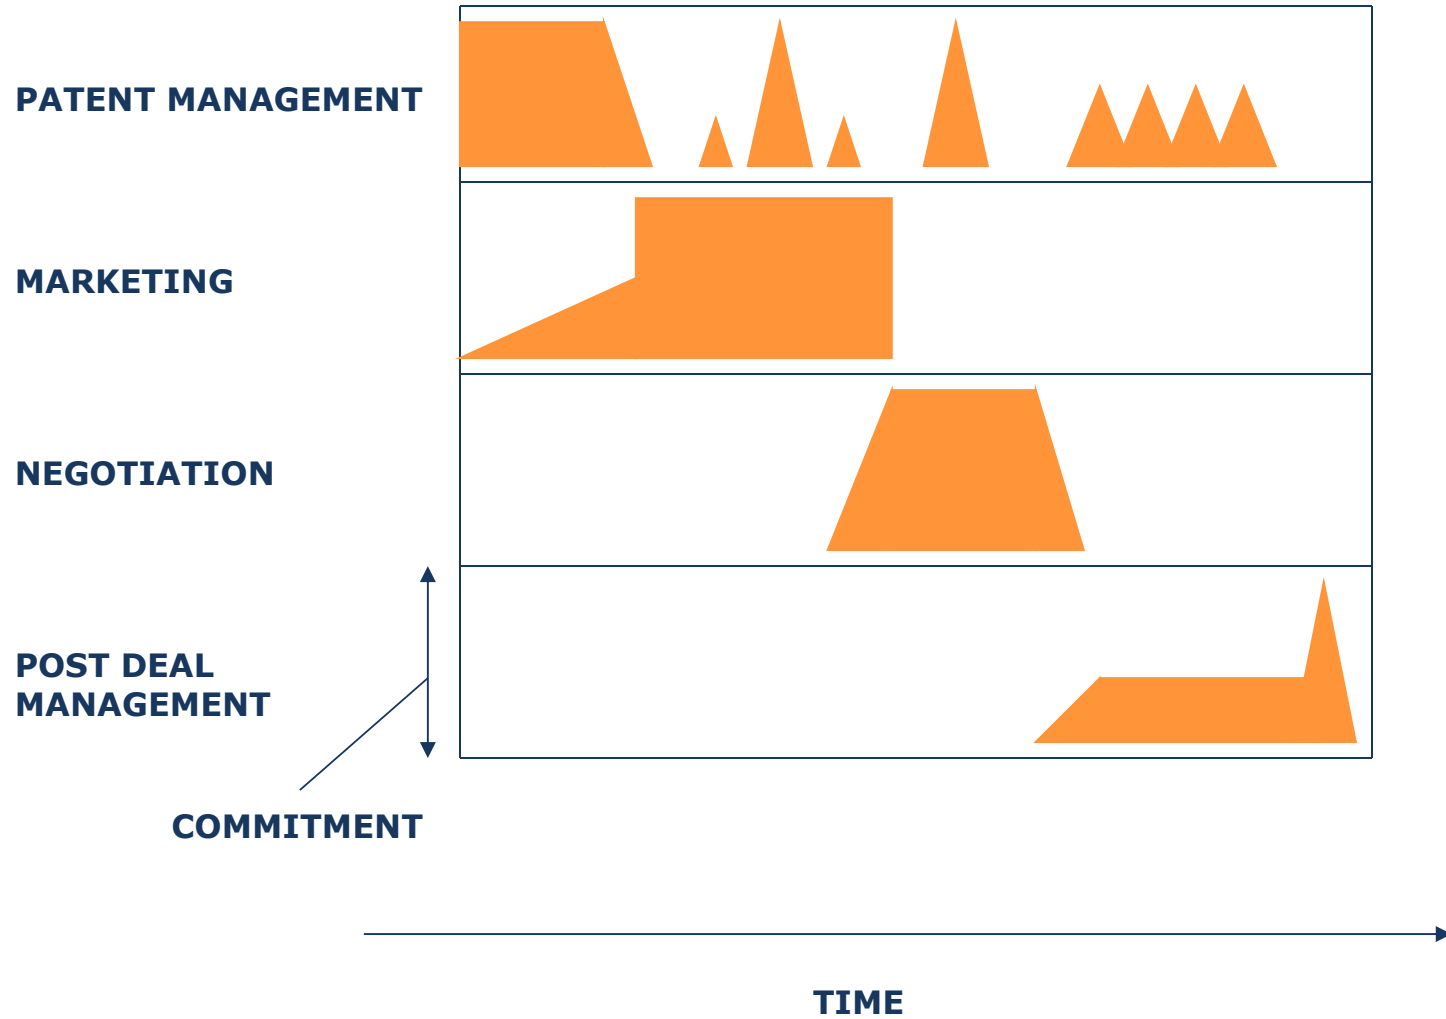 PATENT MANAGEMENT
MARKETING
NEGOTIATION
POST DEAL
MANAGEMENT
COMMITMENT
TIME